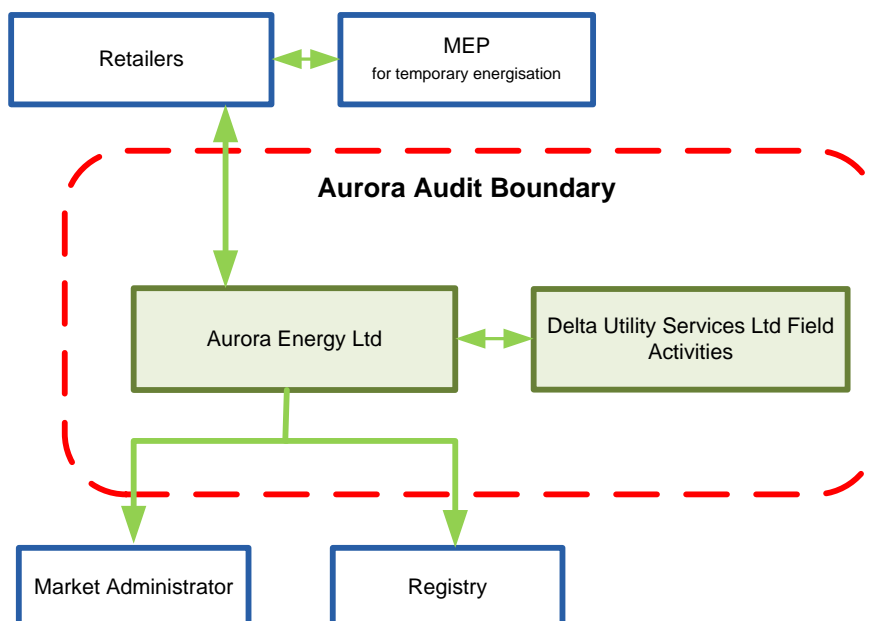 Retailers
MEP
for temporary energisation
Aurora Audit Boundary
Aurora Energy Ltd
Delta Utility Services Ltd Field
Activities
Market Administrator
Registry